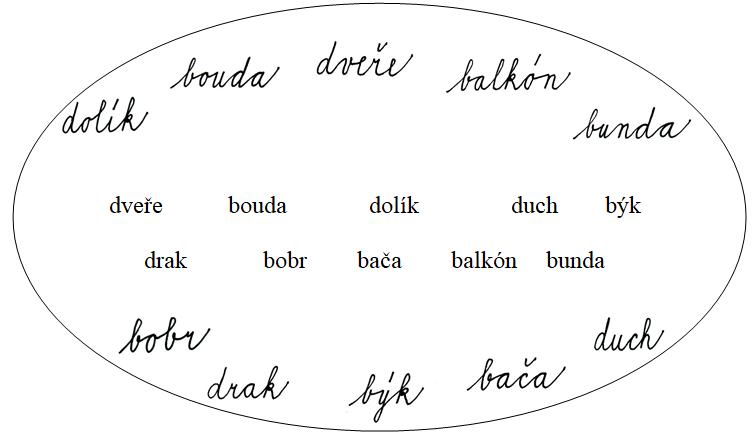 dolík bouda dveře balkón bunda
dveře bouda dolík duch býk
drak bobr bača balkón bunda
bobr drak býk bača duch